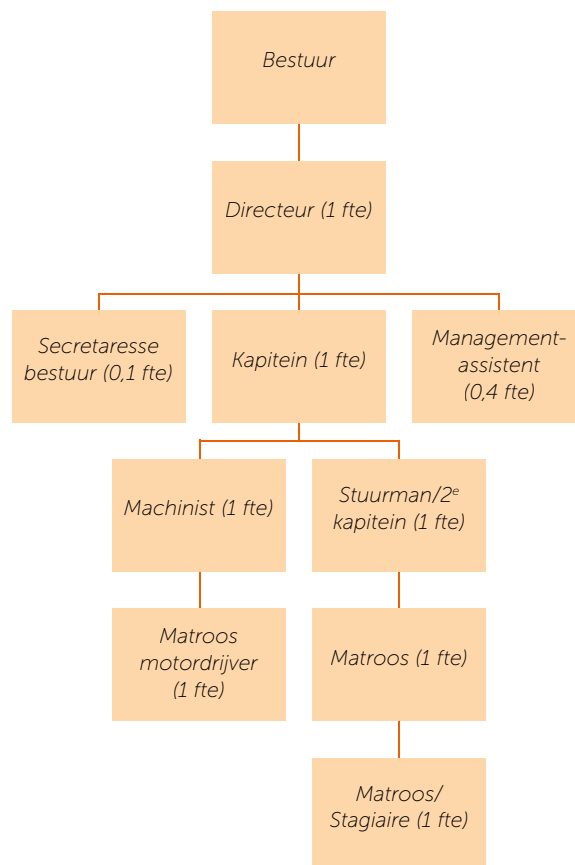 Bestuur
Directeur (1 fte)
Secretaresse
bestuur (0,1 fte)
Kapitein (1 fte)
Management-
assistent
(0,4 fte)
Machinist (1 fte)
Stuurman/2ᵉ
kapitein (1 fte)
Matroos
motordrijver
(1 fte)
Matroos (1 fte)
Matroos/
Stagiaire (1 fte)